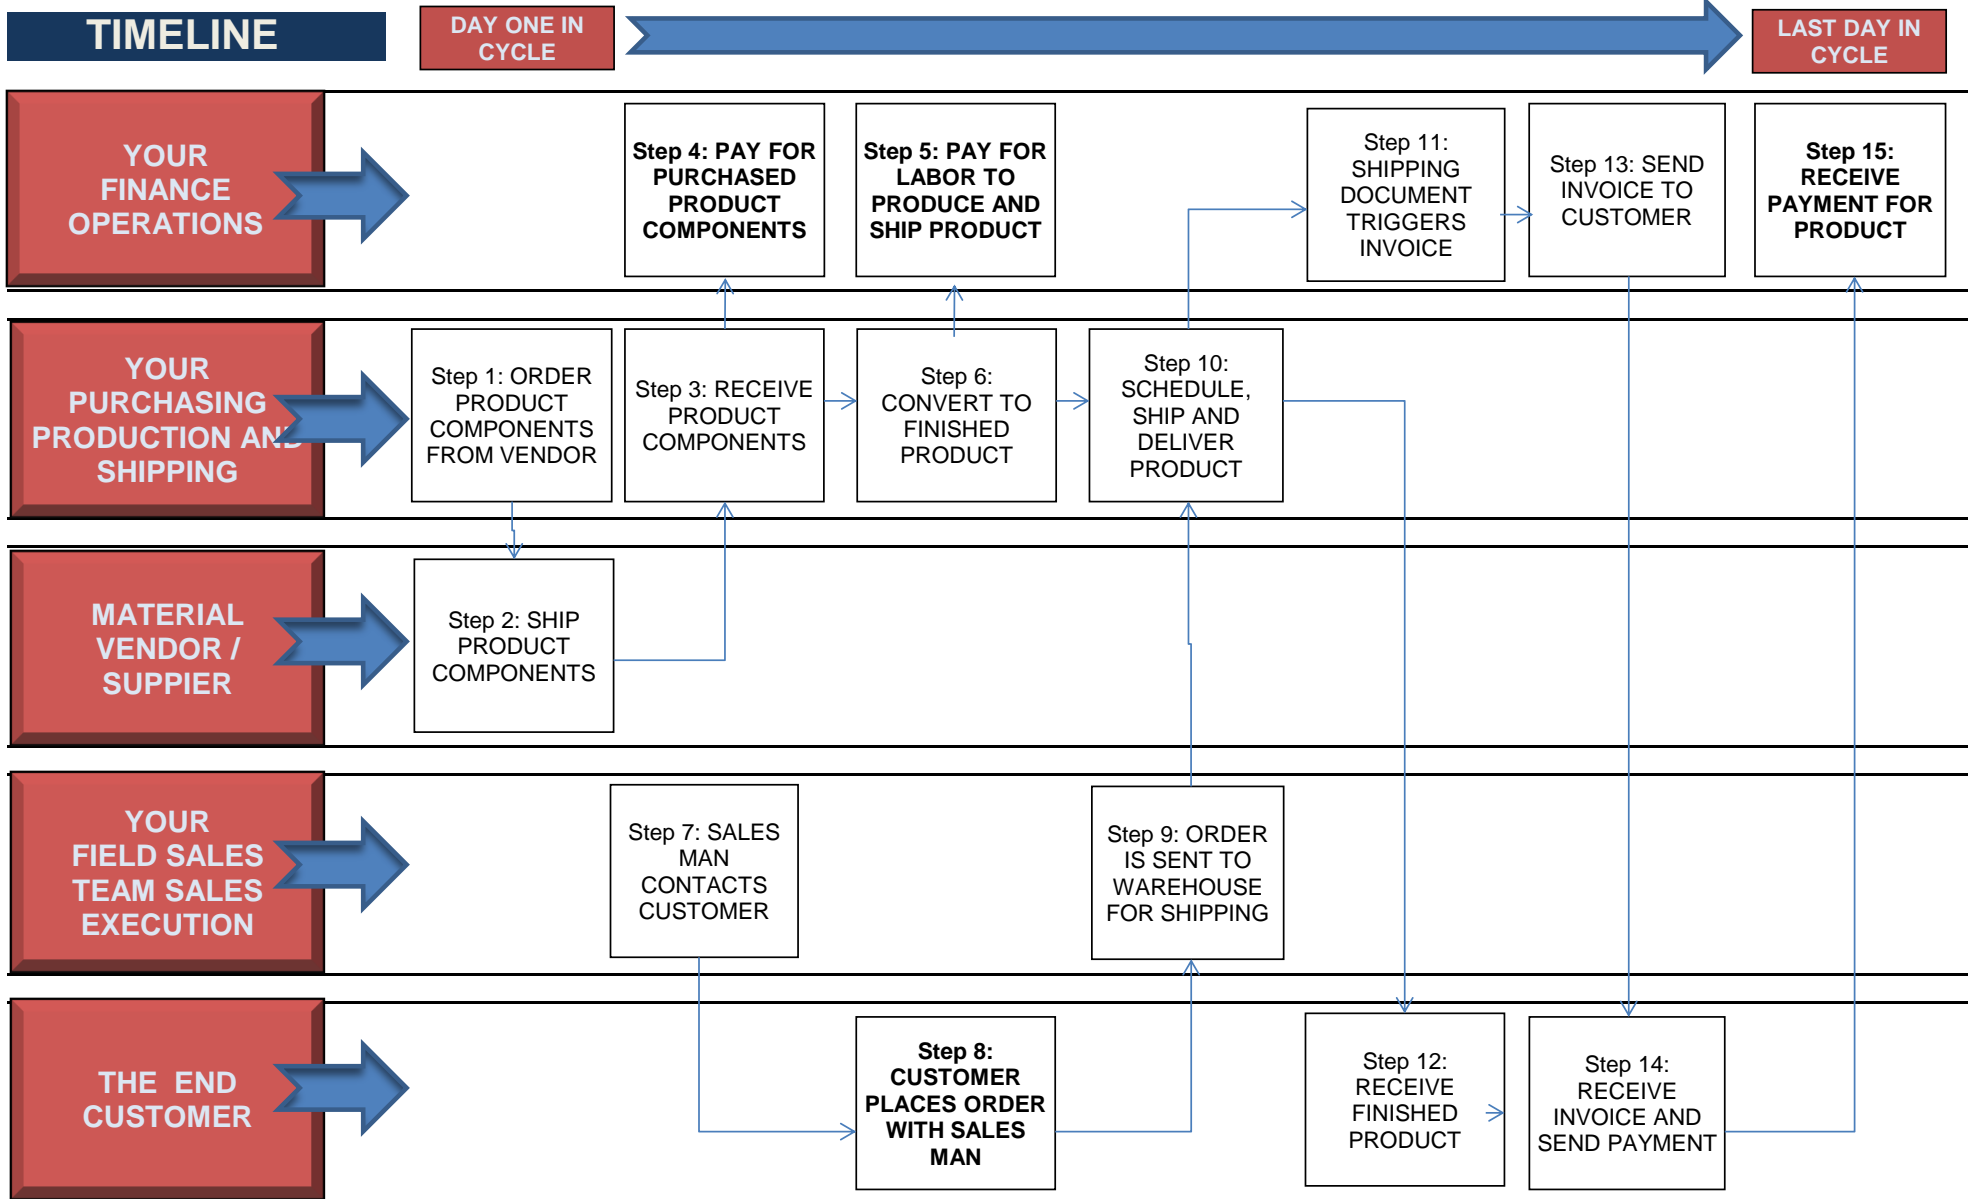 TIMELINE
DAY ONE IN
CYCLE
LAST DAY IN
CYCLE
YOUR
FINANCE
OPERATIONS
Step 4: PAY FOR
PURCHASED
PRODUCT
COMPONENTS
Step 5: PAY FOR
LABOR TO
PRODUCE AND
SHIP PRODUCT
Step 11:
SHIPPING
DOCUMENT
TRIGGERS
INVOICE
Step 13: SEND
INVOICE TO
CUSTOMER
Step 15:
RECEIVE
PAYMENT FOR
PRODUCT
YOUR
PURCHASING
PRODUCTION AND
SHIPPING
Step 1: ORDER
PRODUCT
COMPONENTS
FROM VENDOR
Step 3: RECEIVE
PRODUCT
COMPONENTS
Step 6:
CONVERT TO
FINISHED
PRODUCT
Step 10:
SCHEDULE,
SHIP AND
DELIVER
PRODUCT
MATERIAL
VENDOR /
SUPPIER
Step 2: SHIP
PRODUCT
COMPONENTS
YOUR
FIELD SALES
TEAM SALES
EXECUTION
Step 7: SALES
MAN
CONTACTS
CUSTOMER
Step 9: ORDER
IS SENT TO
WAREHOUSE
FOR SHIPPING
THE END
CUSTOMER
Step 8:
CUSTOMER
PLACES ORDER
WITH SALES
MAN
Step 12:
RECEIVE
FINISHED
PRODUCT
Step 14:
RECEIVE
INVOICE AND
SEND PAYMENT